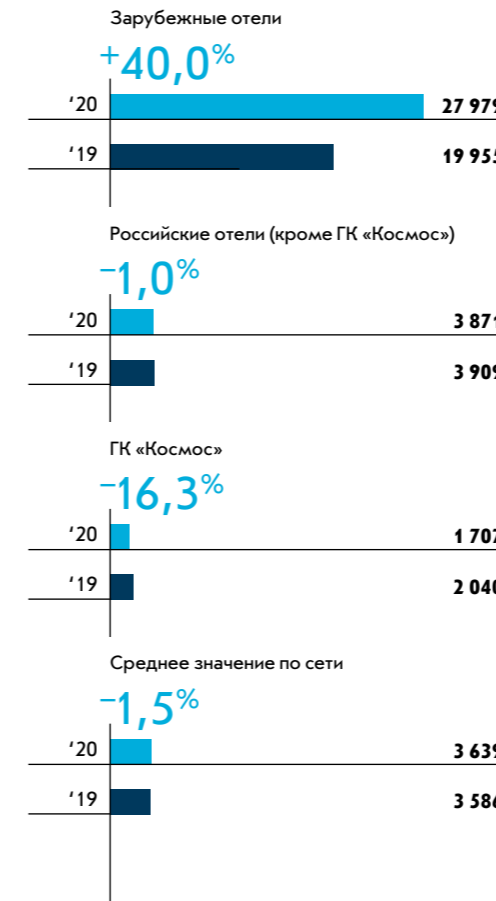 Зарубежные отели
+40,0%
‘20 27 979
‘19 19 955
Российские отели (кроме ГК «Космос»)
–1,0%
‘20 3 871
‘19 3 909
ГК «Космос»
–16,3%
‘20 1 707
‘19 2 040
Среднее значение по сети
–1,5%
‘20 3 639
‘19 3 586